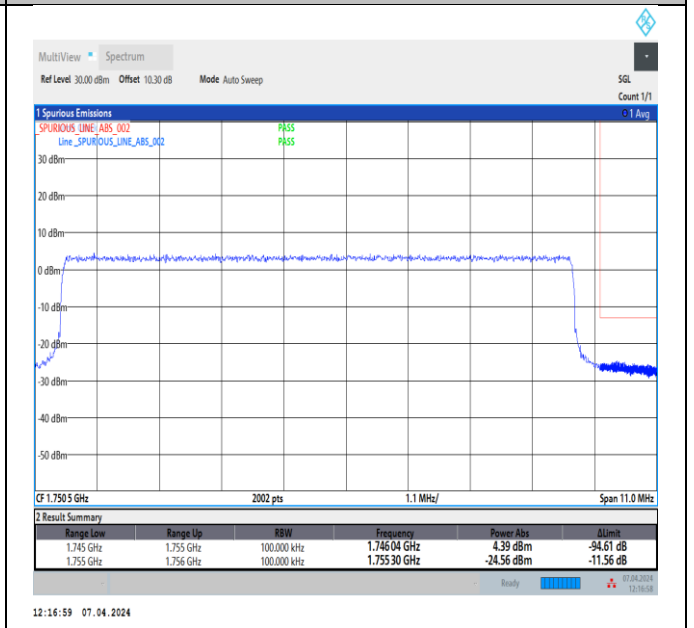 MultiView Spectrum
Ref Level 30.00 dBm Offset 10.30 dB Mode Auto Sweep SGL
Count 1/1
1 Spurious Emissions 1 Avg
_SPURIOUS_LINE_ABS_002 PASS
Line _SPURIOUS_LINE_ABS_002 PASS
30 dBm
20 dBm
10 dBm
0 dBm
-10 dBm
-20 dBm
-30 dBm
-40 dBm
-50 dBm
CF 1.7505 GHz 2002 pts 1.1 MHz/ Span 11.0 MHz
2 Result Summary
Range Low Range Up RBW Frequency Power Abs ΔLimit
1.745 GHz 1.755 GHz 100.000 kHz 1.74604 GHz 4.39 dBm -94.61 dB
1.755 GHz 1.756 GHz 100.000 kHz 1.75530 GHz -24.56 dBm -11.56 dB
Ready 07.04.2024
12:16:58
12:16:59 07.04.2024